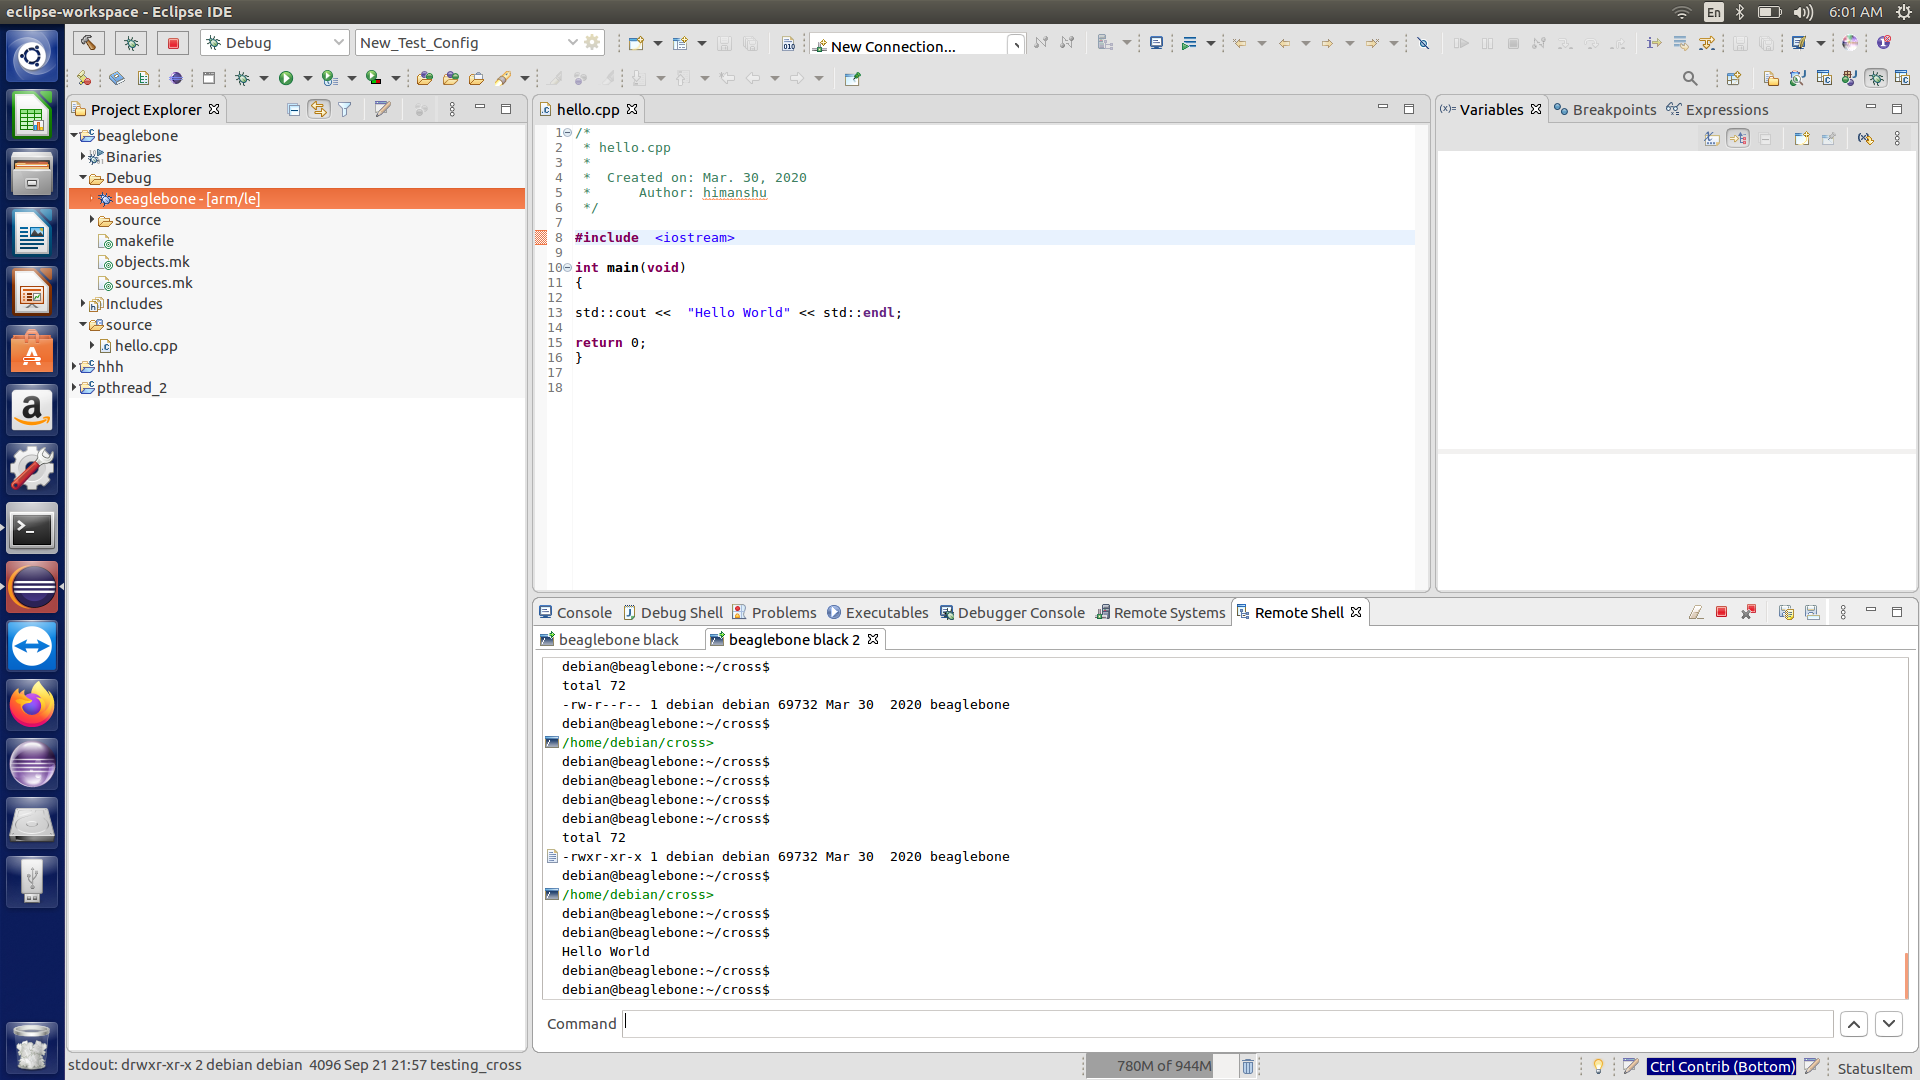 eclipse-workspace - Eclipse IDE
En
6:01 AM
Debug
New_Test_Config
New Connection...
010
Project Explorer
beaglebone
Binaries
Debug
beaglebone - [arm/le]
source
makefile
objects.mk
sources.mk
Includes
source
hello.cpp
hhh
pthread_2
hello.cpp
1 /*
2  * hello.cpp
3  *
4  *  Created on: Mar. 30, 2020
5  *      Author: himanshu
6  */
7
8 #include  <iostream>
9
10 int main(void)
11 {
12
13 std::cout <<  "Hello World" << std::endl;
14
15 return 0;
16 }
17
18
(x)= Variables
Breakpoints
Expressions
Console
Debug Shell
Problems
Executables
Debugger Console
Remote Systems
Remote Shell
beaglebone black
beaglebone black 2
debian@beaglebone:~/cross$
total 72
-rw-r--r-- 1 debian debian 69732 Mar 30  2020 beaglebone
debian@beaglebone:~/cross$
/home/debian/cross>
debian@beaglebone:~/cross$
debian@beaglebone:~/cross$
debian@beaglebone:~/cross$
debian@beaglebone:~/cross$
total 72
-rwxr-xr-x 1 debian debian 69732 Mar 30  2020 beaglebone
debian@beaglebone:~/cross$
/home/debian/cross>
debian@beaglebone:~/cross$
debian@beaglebone:~/cross$
Hello World
debian@beaglebone:~/cross$
debian@beaglebone:~/cross$
Command
stdout: drwxr-xr-x 2 debian debian  4096 Sep 21 21:57 testing_cross
780M of 944M
Ctrl Contrib (Bottom)
StatusItem